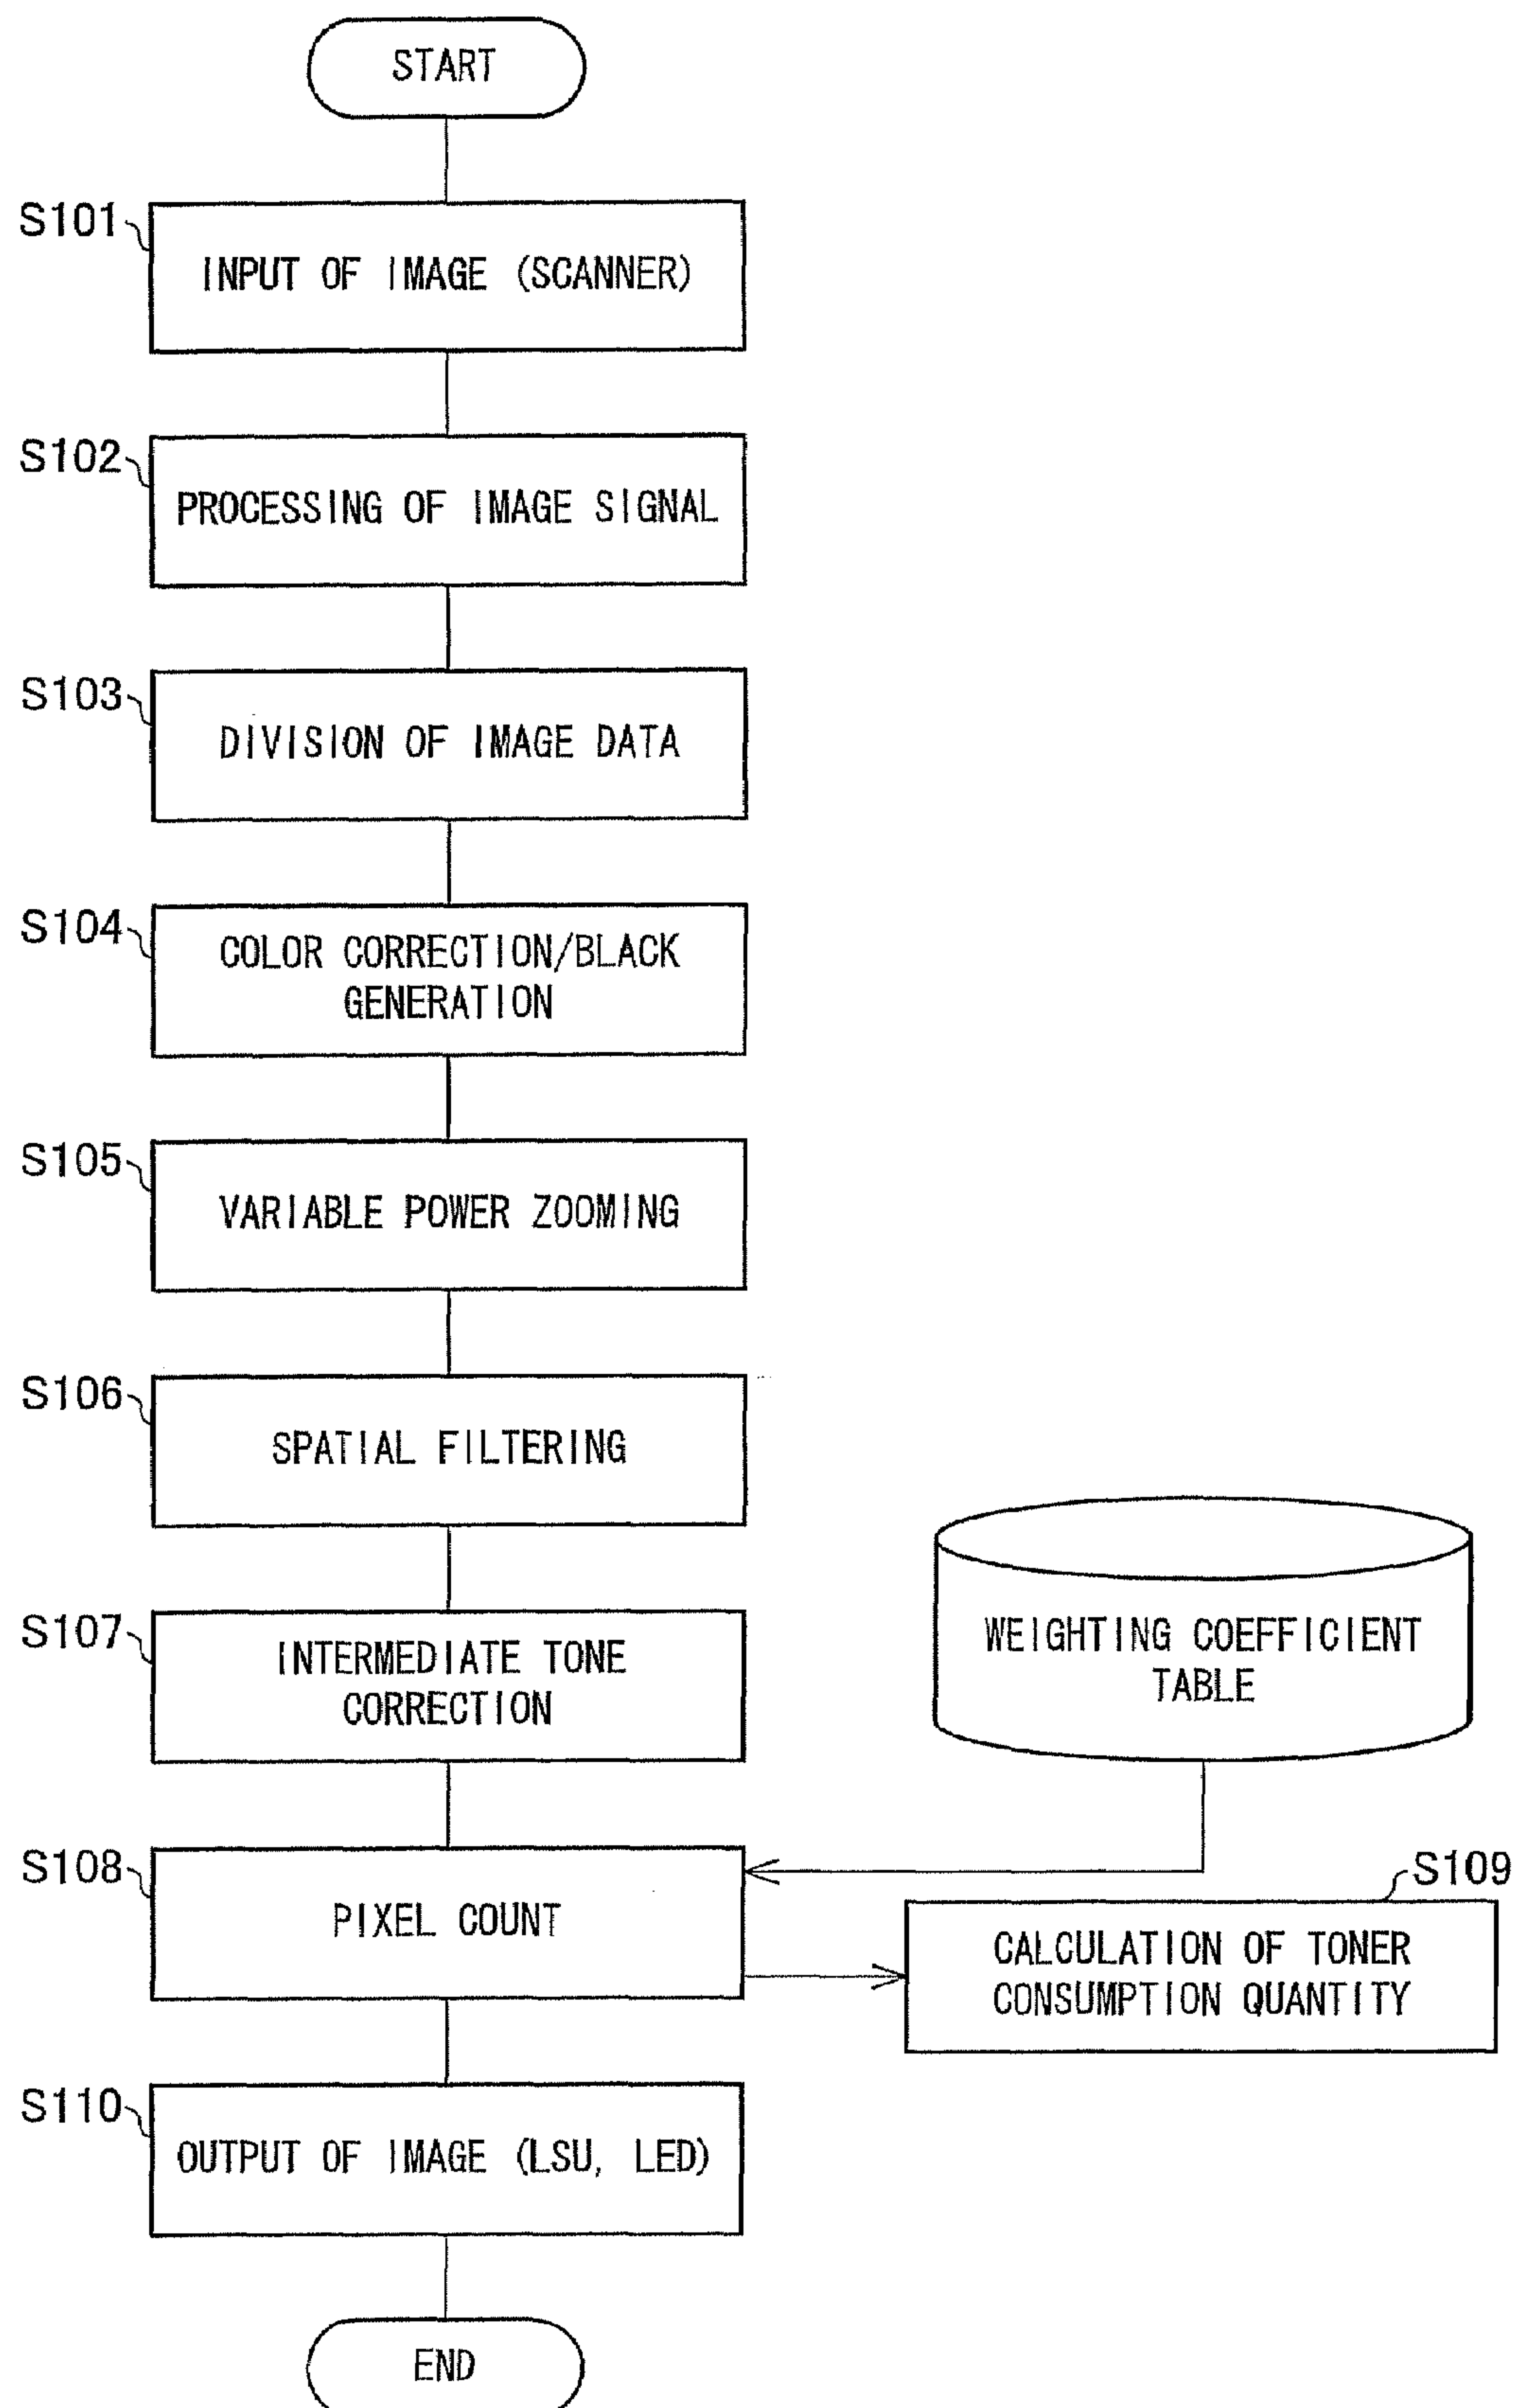 START
S101
INPUT OF IMAGE (SCANNER)
S102
PROCESSING OF IMAGE SIGNAL
S103
DIVISION OF IMAGE DATA
S104
COLOR CORRECTION/BLACK
GENERATION
S105
VARIABLE POWER ZOOMING
S106
SPATIAL FILTERING
S107
INTERMEDIATE TONE
CORRECTION
WEIGHTING COEFFICIENT
TABLE
S108
PIXEL COUNT
S109
CALCULATION OF TONER
CONSUMPTION QUANTITY
S110
OUTPUT OF IMAGE (LSU, LED)
END